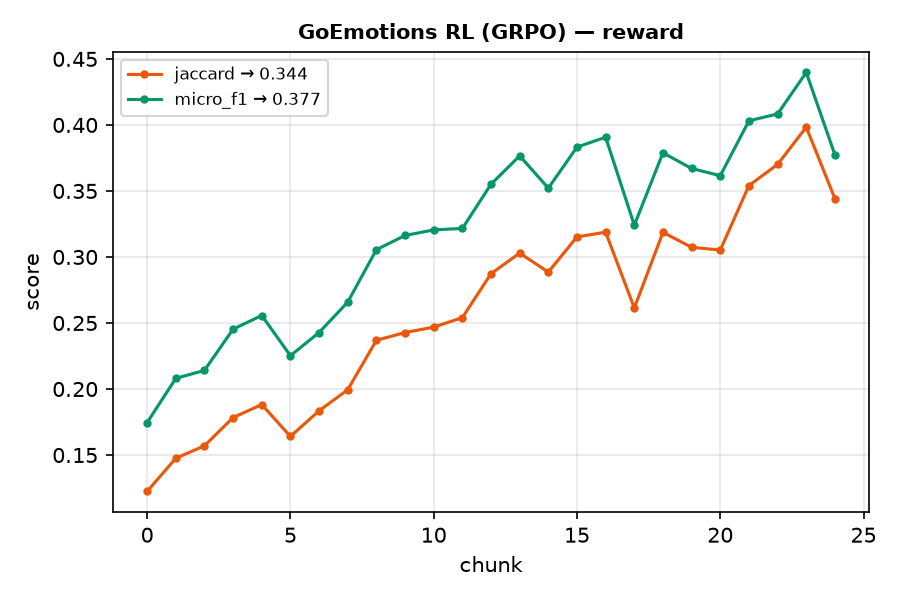 GoEmotions RL (GRPO) — reward
jaccard → 0.344
micro_f1 → 0.377
score
0.45
0.40
0.35
0.30
0.25
0.20
0.15
0 5 10 15 20 25
chunk